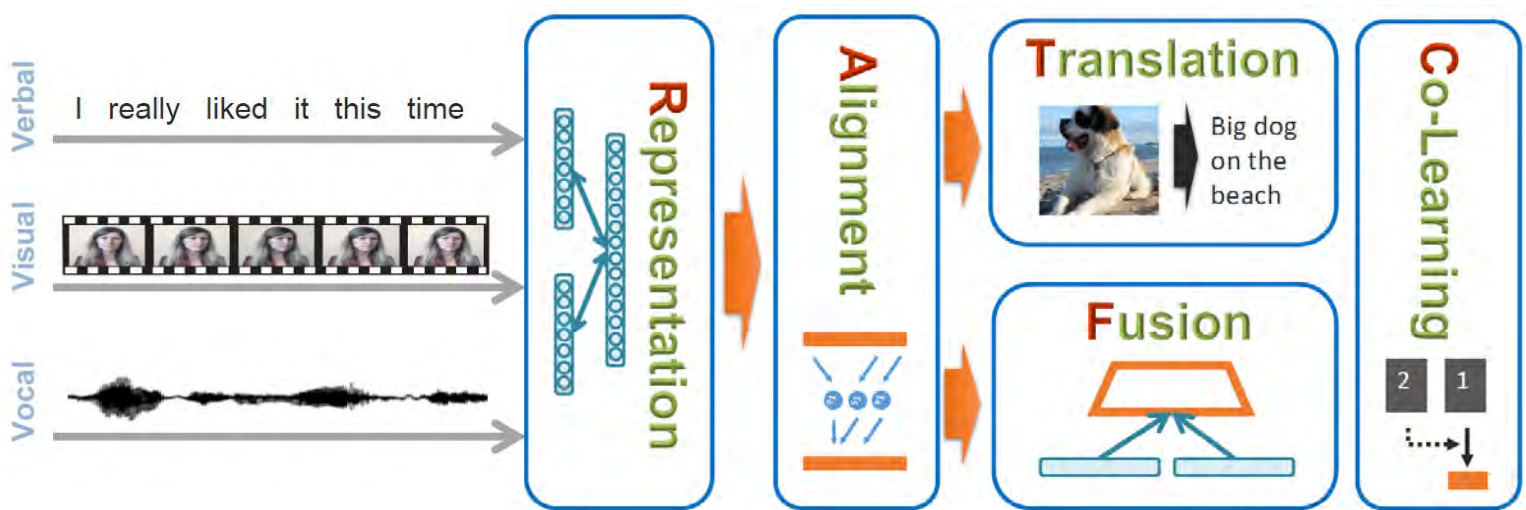 Verbal
I really liked it this time
Visual
Vocal
Representation
Alignment
Translation
Big dog
on the
beach
Fusion
Co-Learning
2 1